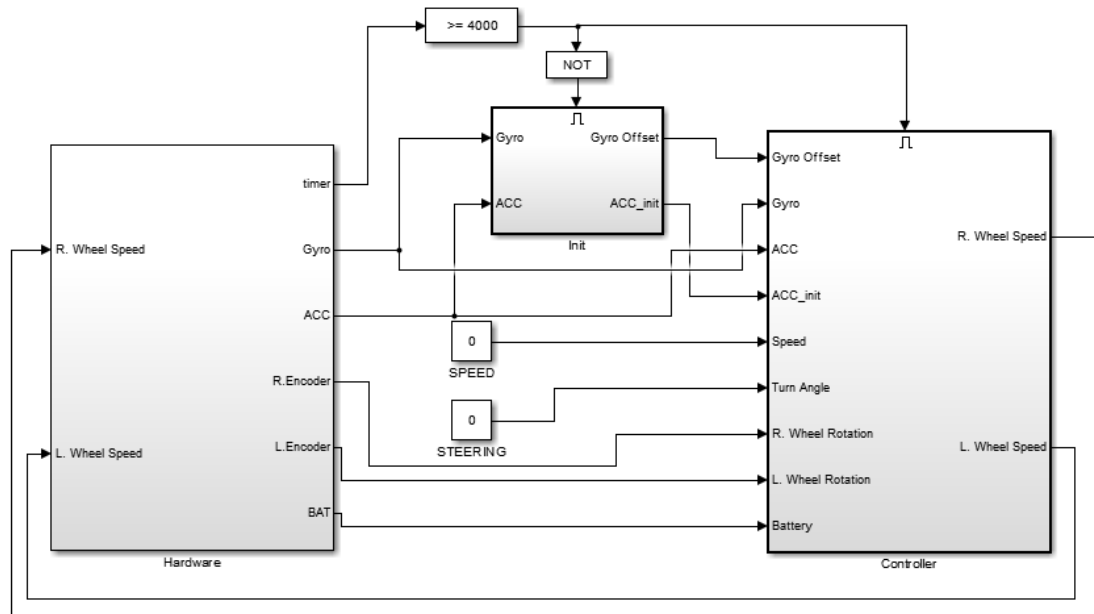 >= 4000
NOT
Gyro
Gyro Offset
ACC
ACC_init
Init
timer
R. Wheel Speed
Gyro
ACC
R.Encoder
L.Encoder
L. Wheel Speed
BAT
Hardware
0
SPEED
0
STEERING
Gyro Offset
Gyro
ACC
ACC_init
Speed
Turn Angle
R. Wheel Rotation
L. Wheel Rotation
Battery
R. Wheel Speed
L. Wheel Speed
Controller